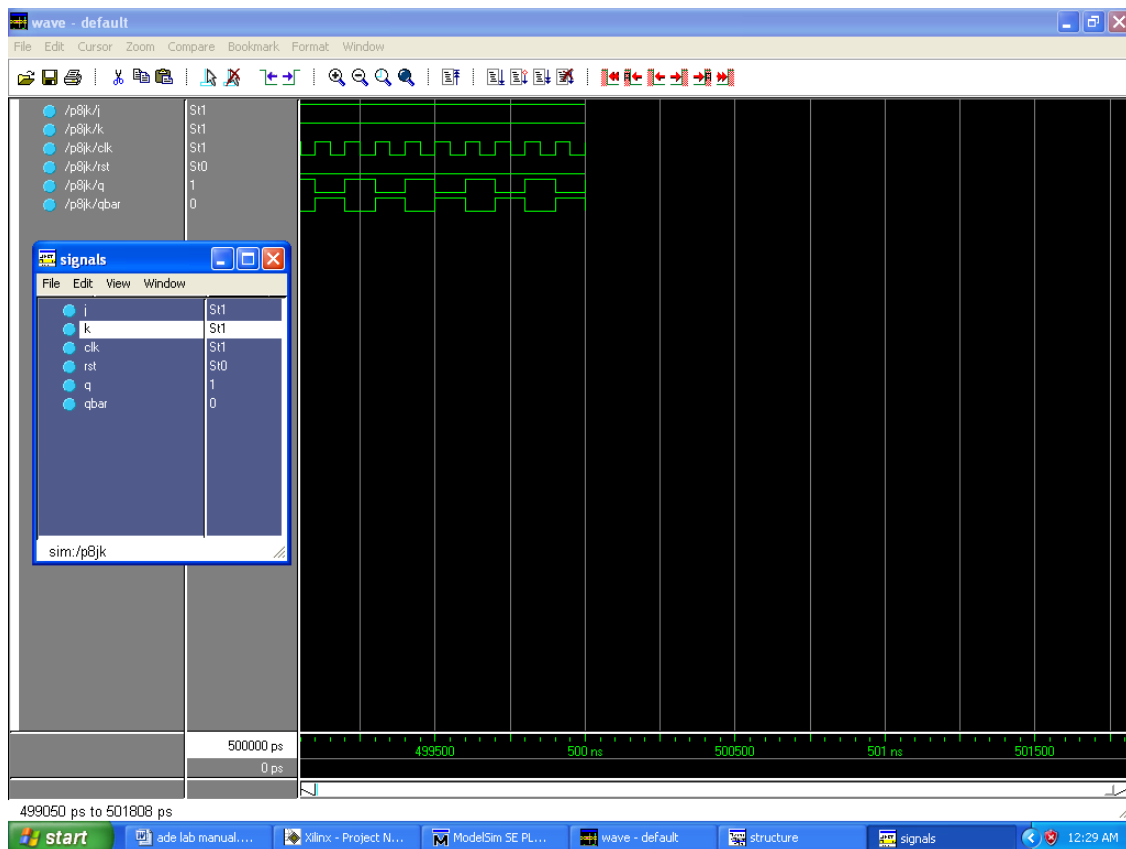 wave - default
File Edit Cursor Zoom Compare Bookmark Format Window
/p8jk/j St1
/p8jk/k St1
/p8jk/clk St1
/p8jk/rst St0
/p8jk/q 1
/p8jk/qbar 0
signals
File Edit View Window
j St1
k St1
clk St1
rst St0
q 1
qbar 0
sim:/p8jk
500000 ps
499500 500 ns 500500 501 ns 501500
0 ps
499050 ps to 501808 ps
start ade lab manual.... Xilinx - Project N... ModelSim SE PL... wave - default structure signals 12:29 AM